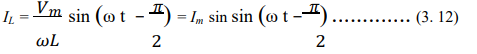 I_L = V_m/ωL sin (ω t − π/2) = I_m sin sin (ω t − π/2) …………. (3. 12)